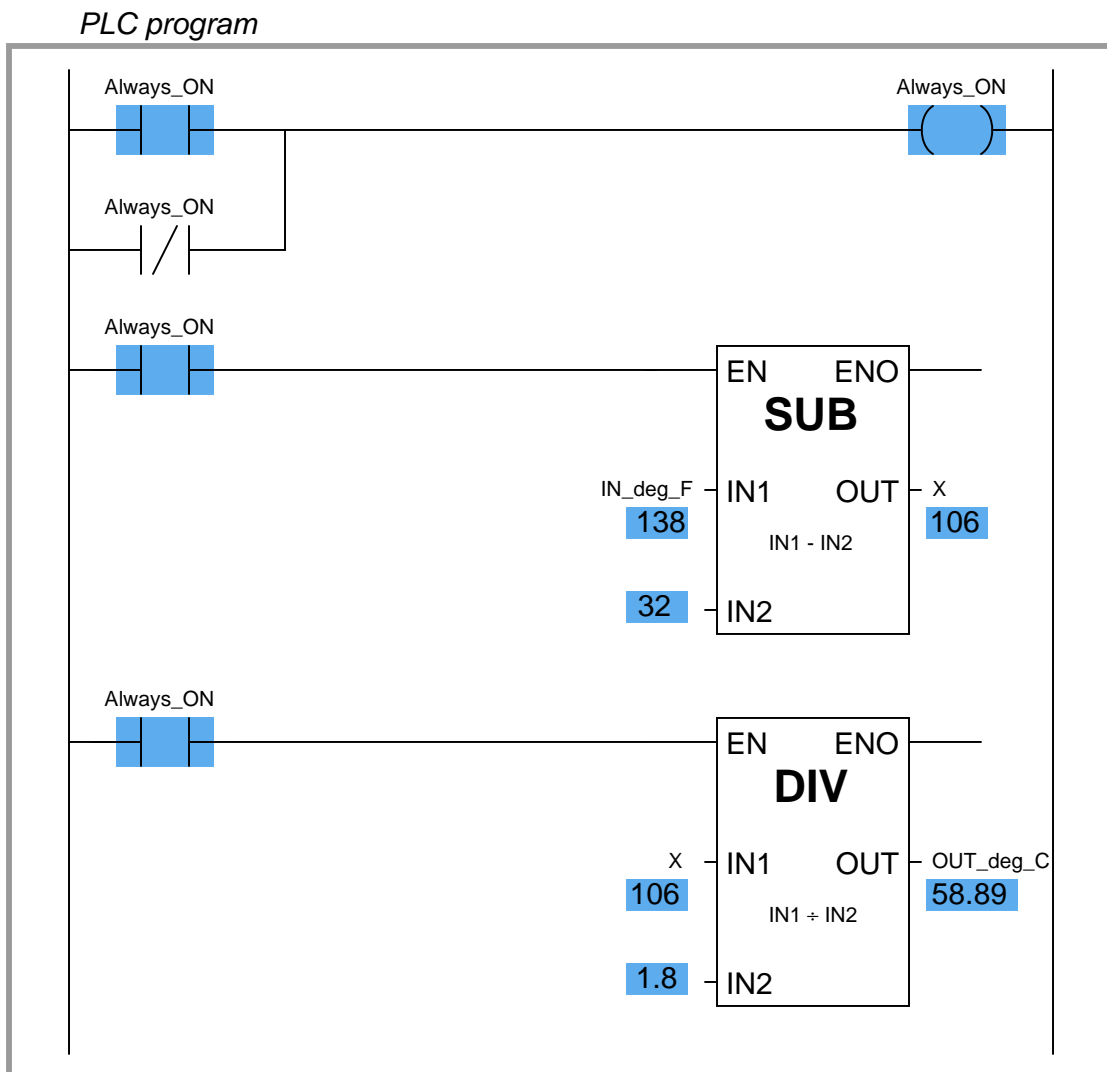 PLC program
Always_ON Always_ON
Always_ON
Always_ON
EN ENO
SUB
IN_deg_F IN1 OUT X
138 106
IN1 - IN2
32 IN2
Always_ON
EN ENO
DIV
X IN1 OUT OUT_deg_C
106 58.89
IN1 ÷ IN2
1.8 IN2